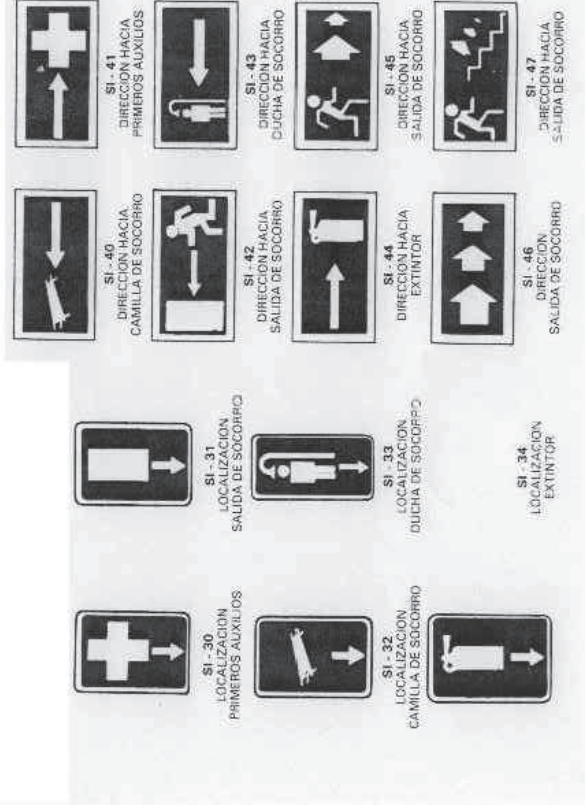 SI - 30
LOCALIZACION
PRIMEROS AUXILIOS
SI - 31
LOCALIZACION
SALIDA DE SOCORRO
SI - 32
LOCALIZACION
CAMILLA DE SOCORRO
SI - 33
LOCALIZACION
DUCHA DE SOCORRO
SI - 34
LOCALIZACION
EXTINTOR
SI - 40
DIRECCION HACIA
CAMILLA DE SOCORRO
SI - 41
DIRECCION HACIA
PRIMEROS AUXILIOS
SI - 42
DIRECCION HACIA
SALIDA DE SOCORRO
SI - 43
DIRECCION HACIA
DUCHA DE SOCORRO
SI - 44
DIRECCION HACIA
EXTINTOR
SI - 45
DIRECCION HACIA
SALIDA DE SOCORRO
SI - 46
DIRECCION
SALIDA DE SOCORRO
SI - 47
DIRECCION HACIA
SALIDA DE SOCORRO